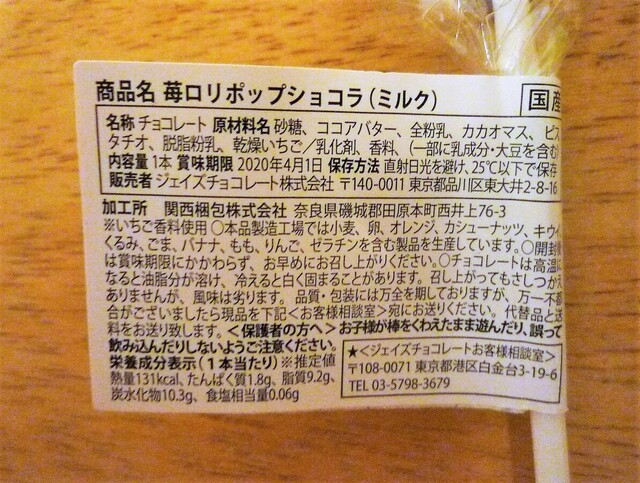 商品名 苺ロリポップショコラ(ミルク)
国産
名称 チョコレート 原材料名 砂糖、ココアバター、全粉乳、カカオマス、ピス
タチオ、脱脂粉乳、乾燥いちご/乳化剤、香料、(一部に乳成分・大豆を含む)
内容量 1本 賞味期限 2020年4月1日 保存方法 直射日光を避け、25℃以下で保存
販売者 ジェイズチョコレート株式会社 〒140-0011 東京都品川区東大井2-8-16
加工所 関西梱包株式会社 奈良県磯城郡田原本町西井上76-3
※いちご香料使用 〇本品製造工場では小麦、卵、オレンジ、カシューナッツ、キウイ、
くるみ、ごま、バナナ、もも、りんご、ゼラチンを含む製品を生産しています。〇開封
は賞味期限にかかわらず、お早めにお召し上がりください。〇チョコレートは高温に
なると油脂分が溶け、冷えると白く固まることがあります。召し上がってもさしつか
ありませんが、風味は劣ります。 品質・包装には万全を期しておりますが、万一不都
合がございましたら現品を下記<お客様相談室>宛にお送りください。代替品と送
料をお送り致します。<保護者の方へ>お子様が棒をくわえたまま遊んだり、誤って
飲み込んだりしないようご注意ください。
栄養成分表示(1本当たり)※推定値
熱量131kcal、たんぱく質1.8g、脂質9.2g、
炭水化物10.3g、食塩相当量0.06g
★<ジェイズチョコレートお客様相談室>
〒108-0071 東京都港区白金台3-19-6
TEL 03-5798-3679